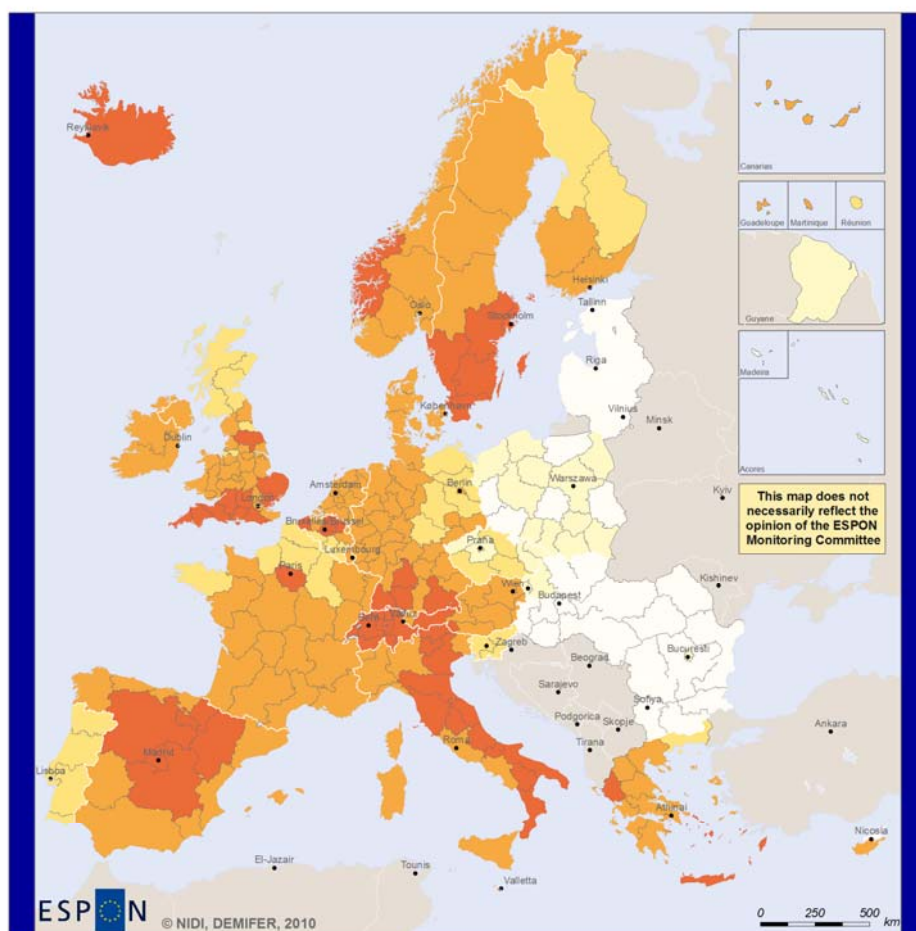 Reykjavik
Canarias
Guadeloupe
Martinique
Réunion
Guyane
Madeira
Acores
Oslo
Helsinki
Tallinn
Stockholm
Riga
København
Vilnius
Minsk
Dublin
Amsterdam
Berlin
Warszawa
London
Kyiv
This map does not
necessarily reflect the
opinion of the ESPON
Monitoring Committee
Bruxelles/Brussel
Luxembourg
Praha
Paris
Wien
Kishinev
Budapest
Bern
Zagreb
Bucuresti
Beograd
Sarajevo
Sofiya
Podgorica
Skopje
Ankara
Madrid
Roma
Tirana
Lisboa
Athinai
Nicosia
El-Jazair
Tounis
Valletta
ESPON
© NIDI, DEMIFER, 2010
0 250 500
km